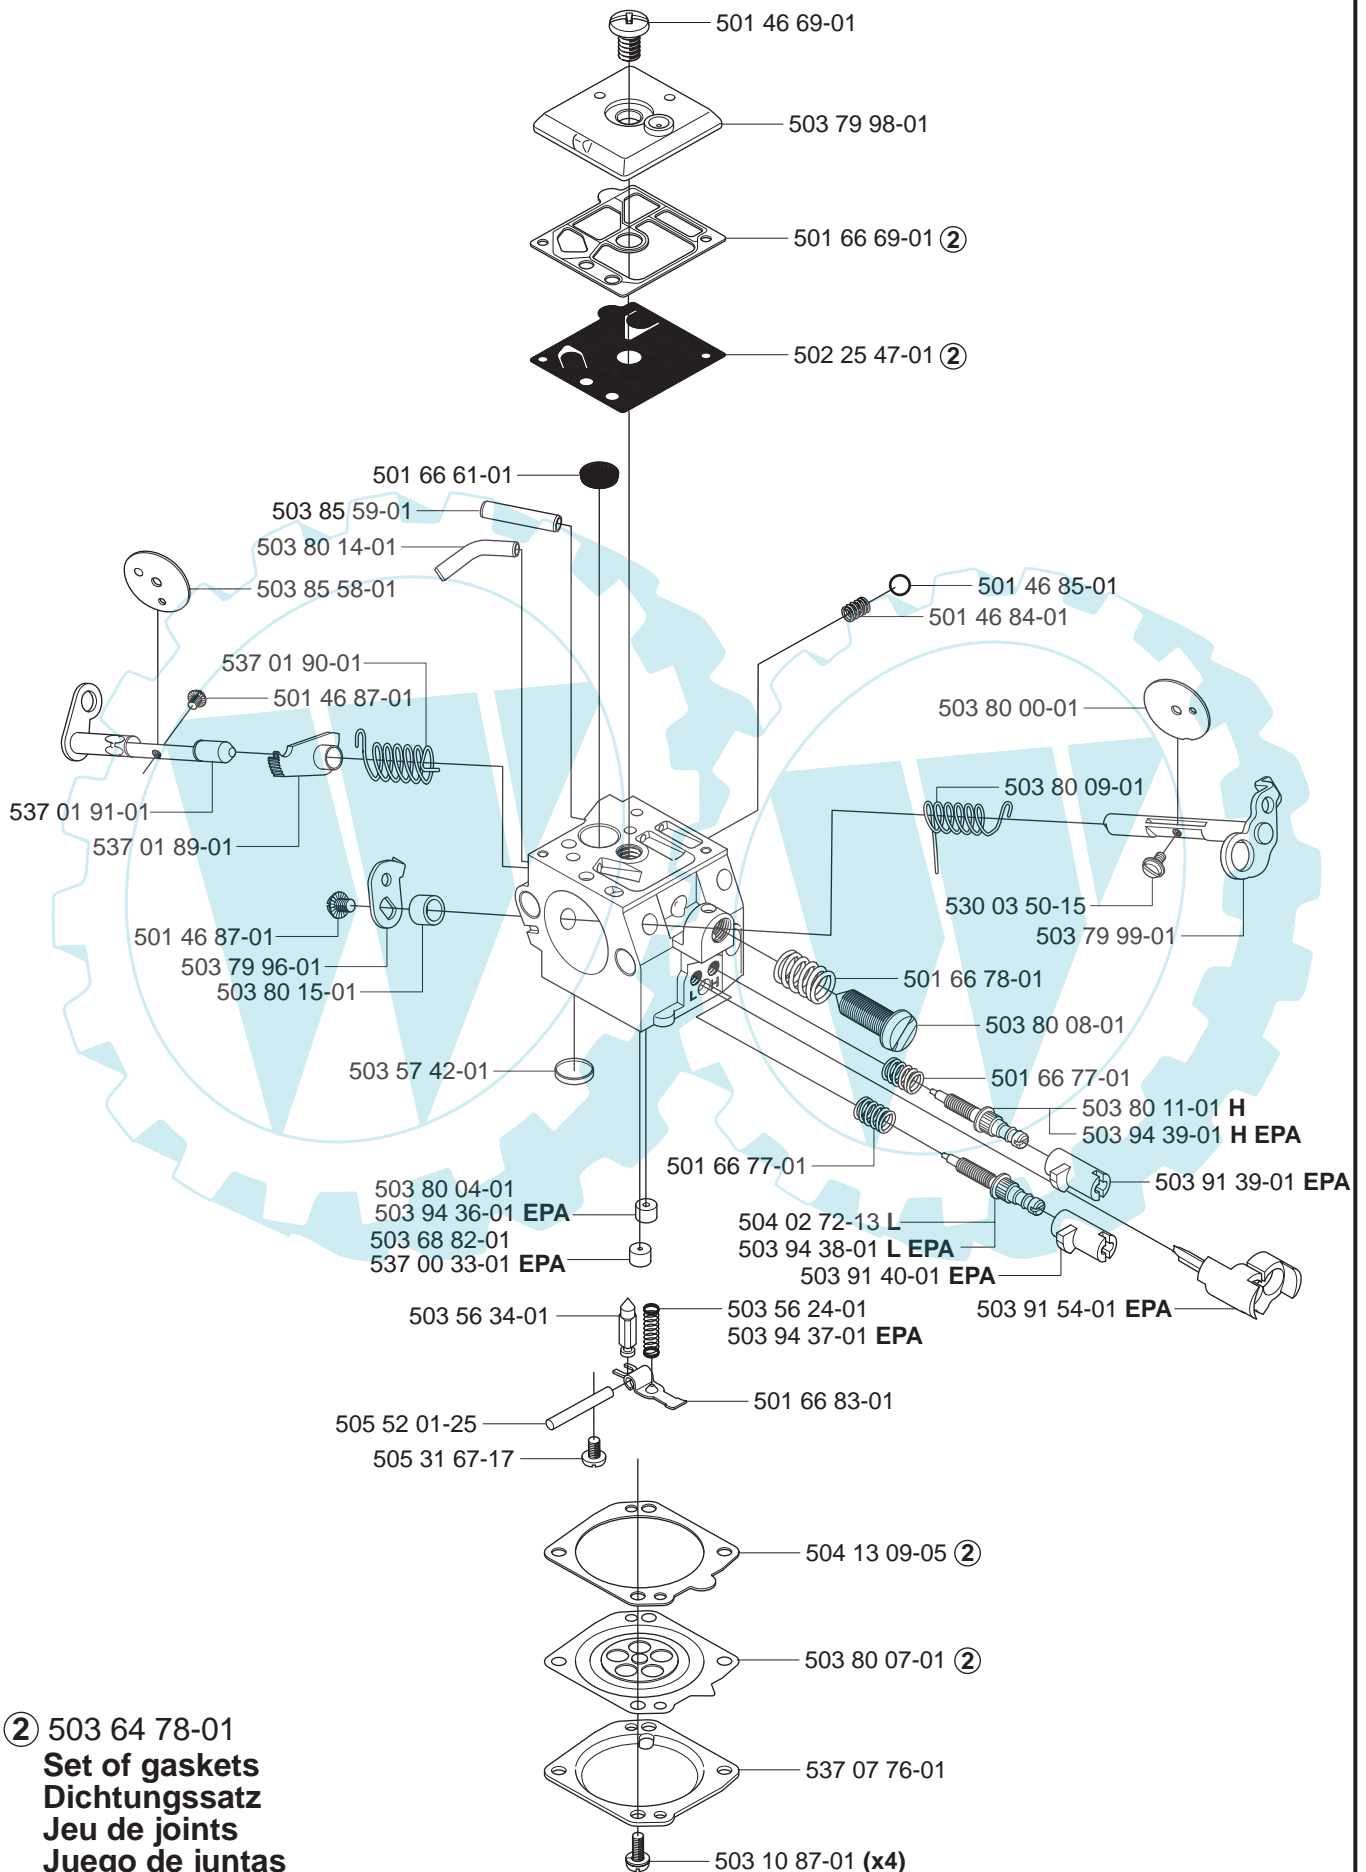 501 46 69-01
503 79 98-01
501 66 69-01 ②
502 25 47-01 ②
501 66 61-01
503 85 59-01
503 80 14-01
503 85 58-01
501 46 85-01
501 46 84-01
537 01 90-01
501 46 87-01
503 80 00-01
503 80 09-01
537 01 91-01
537 01 89-01
530 03 50-15
501 46 87-01
503 79 99-01
503 79 96-01
503 80 15-01
501 66 78-01
503 80 08-01
L H
503 57 42-01
501 66 77-01
503 80 11-01 H
503 94 39-01 H EPA
501 66 77-01
503 91 39-01 EPA
503 80 04-01
503 94 36-01 EPA
504 02 72-13 L
503 68 82-01
503 94 38-01 L EPA
537 00 33-01 EPA
503 91 40-01 EPA
503 91 54-01 EPA
503 56 34-01
503 56 24-01
503 94 37-01 EPA
501 66 83-01
505 52 01-25
505 31 67-17
504 13 09-05 ②
503 80 07-01 ②
② 503 64 78-01
Set of gaskets
Dichtungssatz
537 07 76-01
Jeu de joints
Juego de juntas
503 10 87-01 (x4)